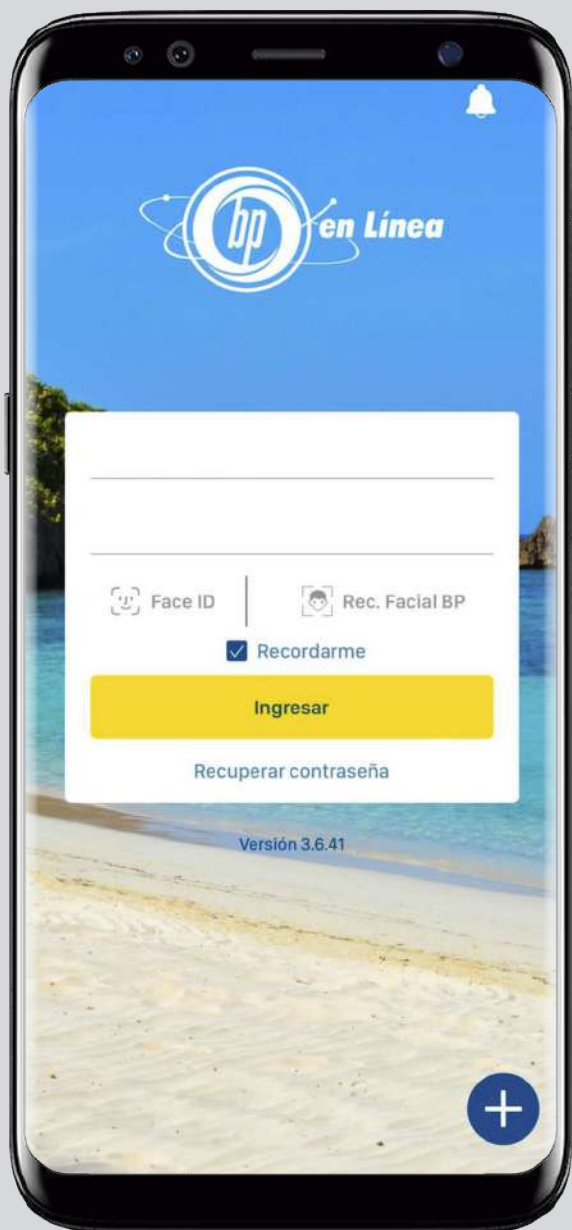 bp en Línea
Face ID
Rec. Facial BP
Recordarme
Ingresar
Recuperar contraseña
Versión 3.6.41